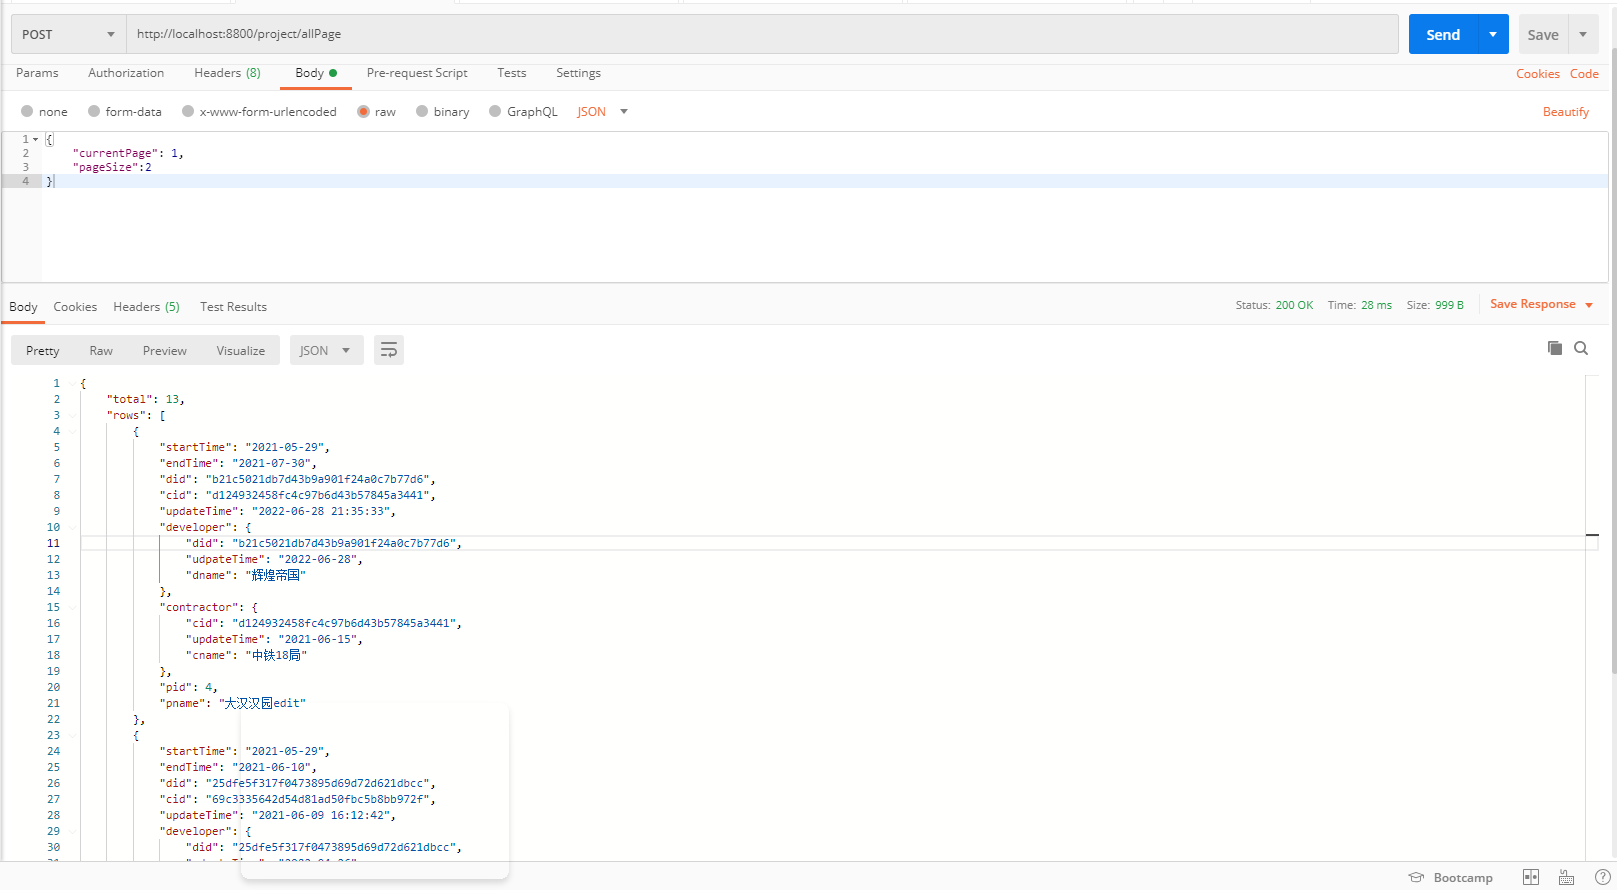 POST http://localhost:8800/project/allPage Send Save
Params Authorization Headers (8) Body Pre-request Script Tests Settings Cookies Code
none form-data x-www-form-urlencoded raw binary GraphQL JSON Beautify
1 {
2 "currentPage": 1,
3 "pageSize":2
4 }
Body Cookies Headers (5) Test Results Status: 200 OK Time: 28 ms Size: 999 B Save Response
Pretty Raw Preview Visualize JSON
1 {
2 "total": 13,
3 "rows": [
4 {
5 "startTime": "2021-05-29",
6 "endTime": "2021-07-30",
7 "did": "b21c5021db7d43b9a901f24a0c7b77d6",
8 "cid": "d124932458fc4c97b6d43b57845a3441",
9 "updateTime": "2022-06-28 21:35:33",
10 "developer": {
11 "did": "b21c5021db7d43b9a901f24a0c7b77d6",
12 "udpateTime": "2022-06-28",
13 "dname": "辉煌帝国"
14 },
15 "contractor": {
16 "cid": "d124932458fc4c97b6d43b57845a3441",
17 "updateTime": "2021-06-15",
18 "cname": "中铁18局"
19 },
20 "pid": 4,
21 "pname": "大汉汉园edit"
22 },
23 {
24 "startTime": "2021-05-29",
25 "endTime": "2021-06-10",
26 "did": "25dfe5f317f0473895d69d72d621dbcc",
27 "cid": "69c3335642d54d81ad50fbc5b8bb972f",
28 "updateTime": "2021-06-09 16:12:42",
29 "developer": {
30 "did": "25dfe5f317f0473895d69d72d621dbcc",
Bootcamp